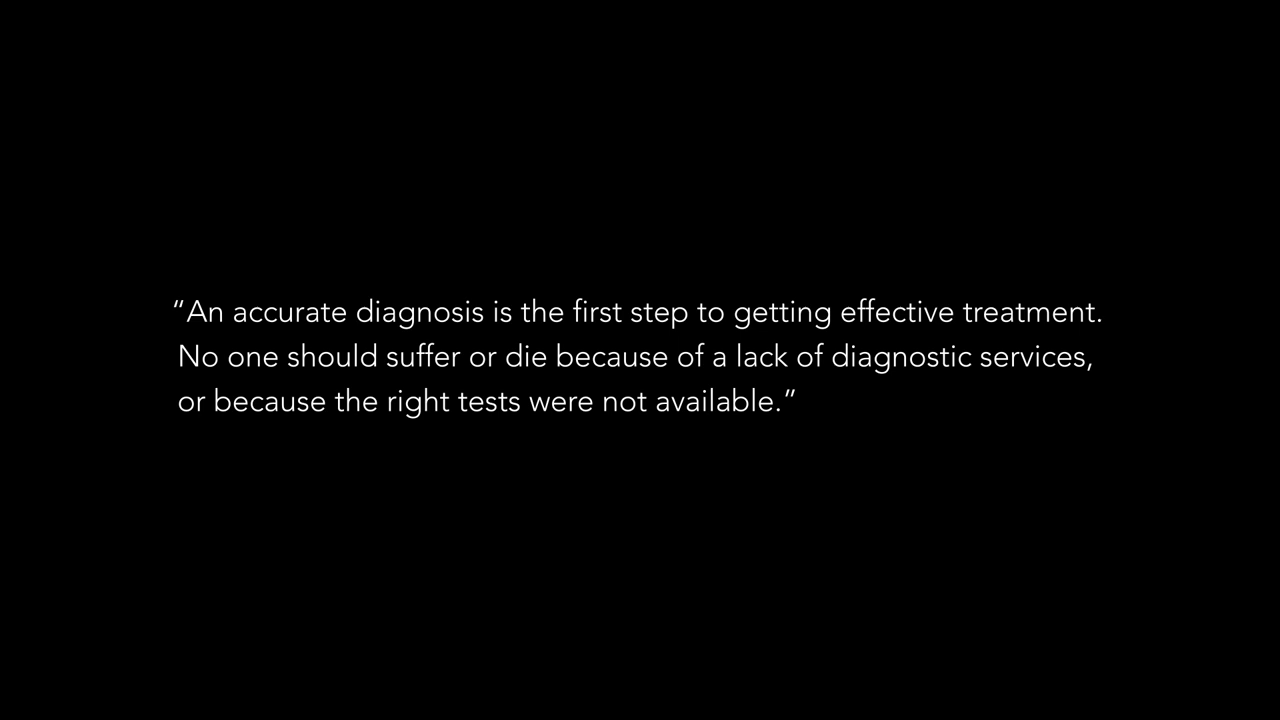 “An accurate diagnosis is the first step to getting effective treatment.
No one should suffer or die because of a lack of diagnostic services,
or because the right tests were not available.”